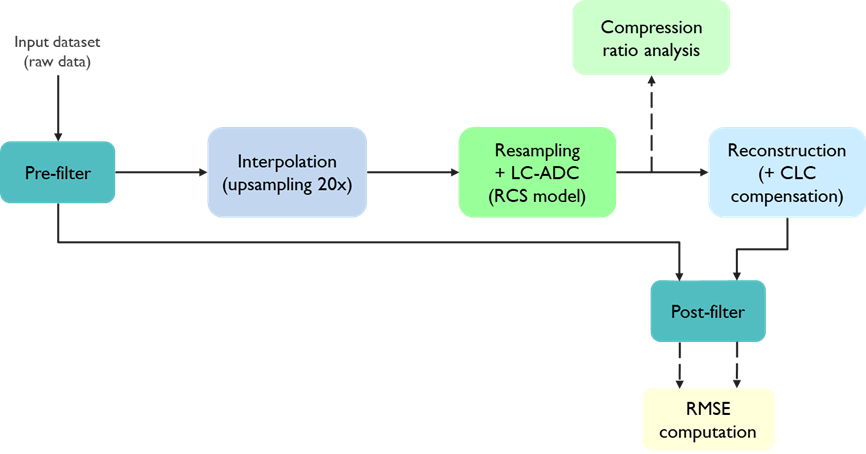 Input dataset
(raw data)
Compression
ratio analysis
Pre-filter
Interpolation
(upsampling 20x)
Resampling
+ LC-ADC
(RCS model)
Reconstruction
(+ CLC
compensation)
Post-filter
RMSE
computation